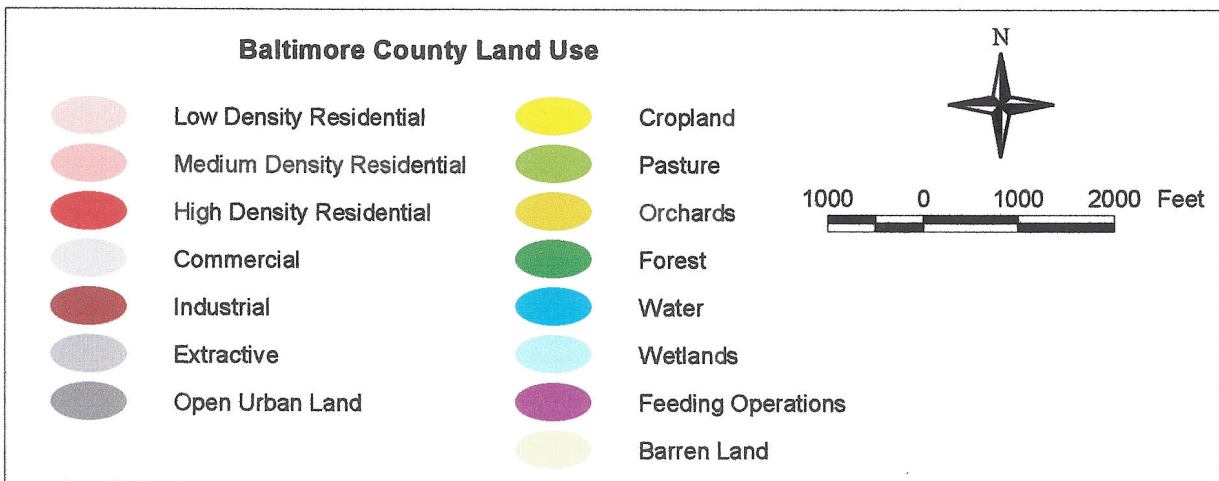 Baltimore County Land Use
Low Density Residential
Medium Density Residential
High Density Residential
Commercial
Industrial
Extractive
Open Urban Land
Cropland
Pasture
Orchards
Forest
Water
Wetlands
Feeding Operations
Barren Land
N
1000 0 1000 2000 Feet